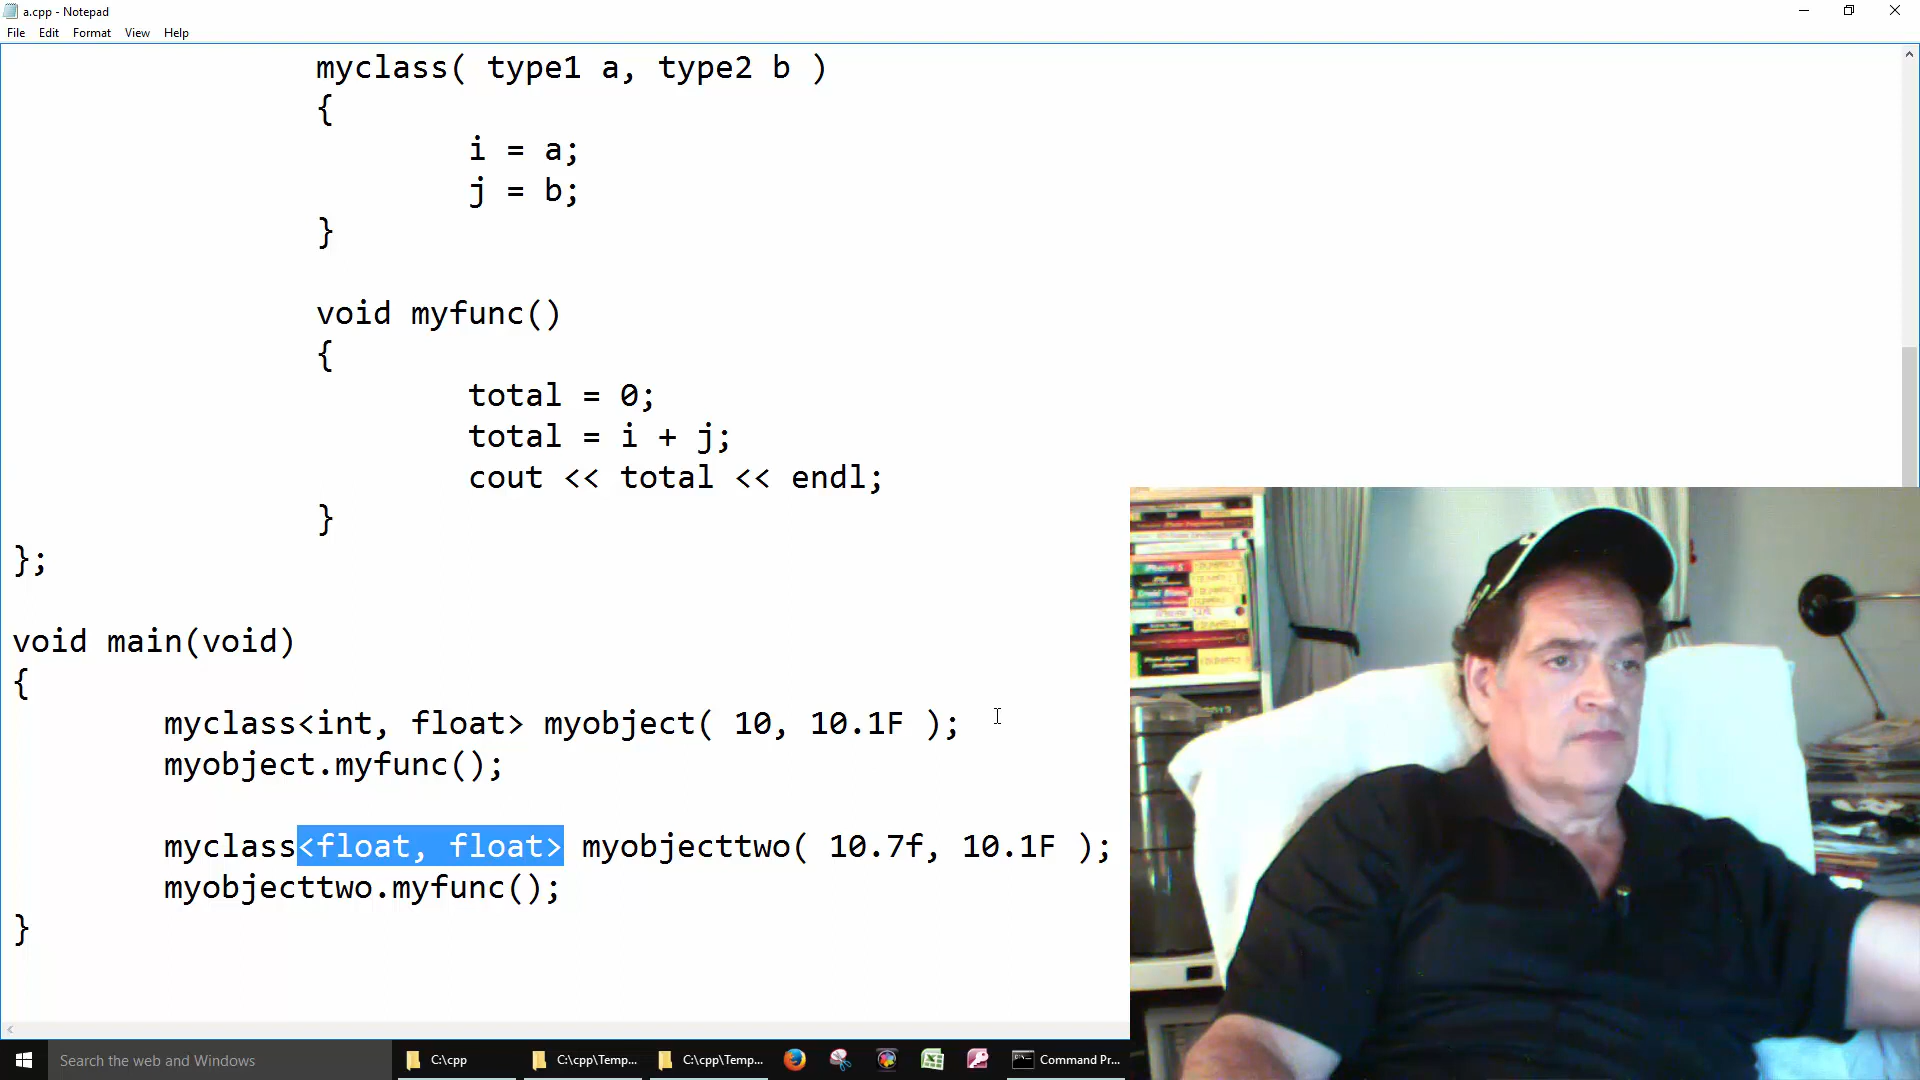 a.cpp - Notepad
File Edit Format View Help
myclass( type1 a, type2 b )
{
i = a;
j = b;
}
void myfunc()
{
total = 0;
total = i + j;
cout << total << endl;
}
};
void main(void)
{
myclass<int, float> myobject( 10, 10.1F );
myobject.myfunc();
myclass<float, float> myobjecttwo( 10.7f, 10.1F );
myobjecttwo.myfunc();
}
Search the web and Windows
C:\cpp
C:\cpp\Temp...
C:\cpp\Temp...
Command Pr...